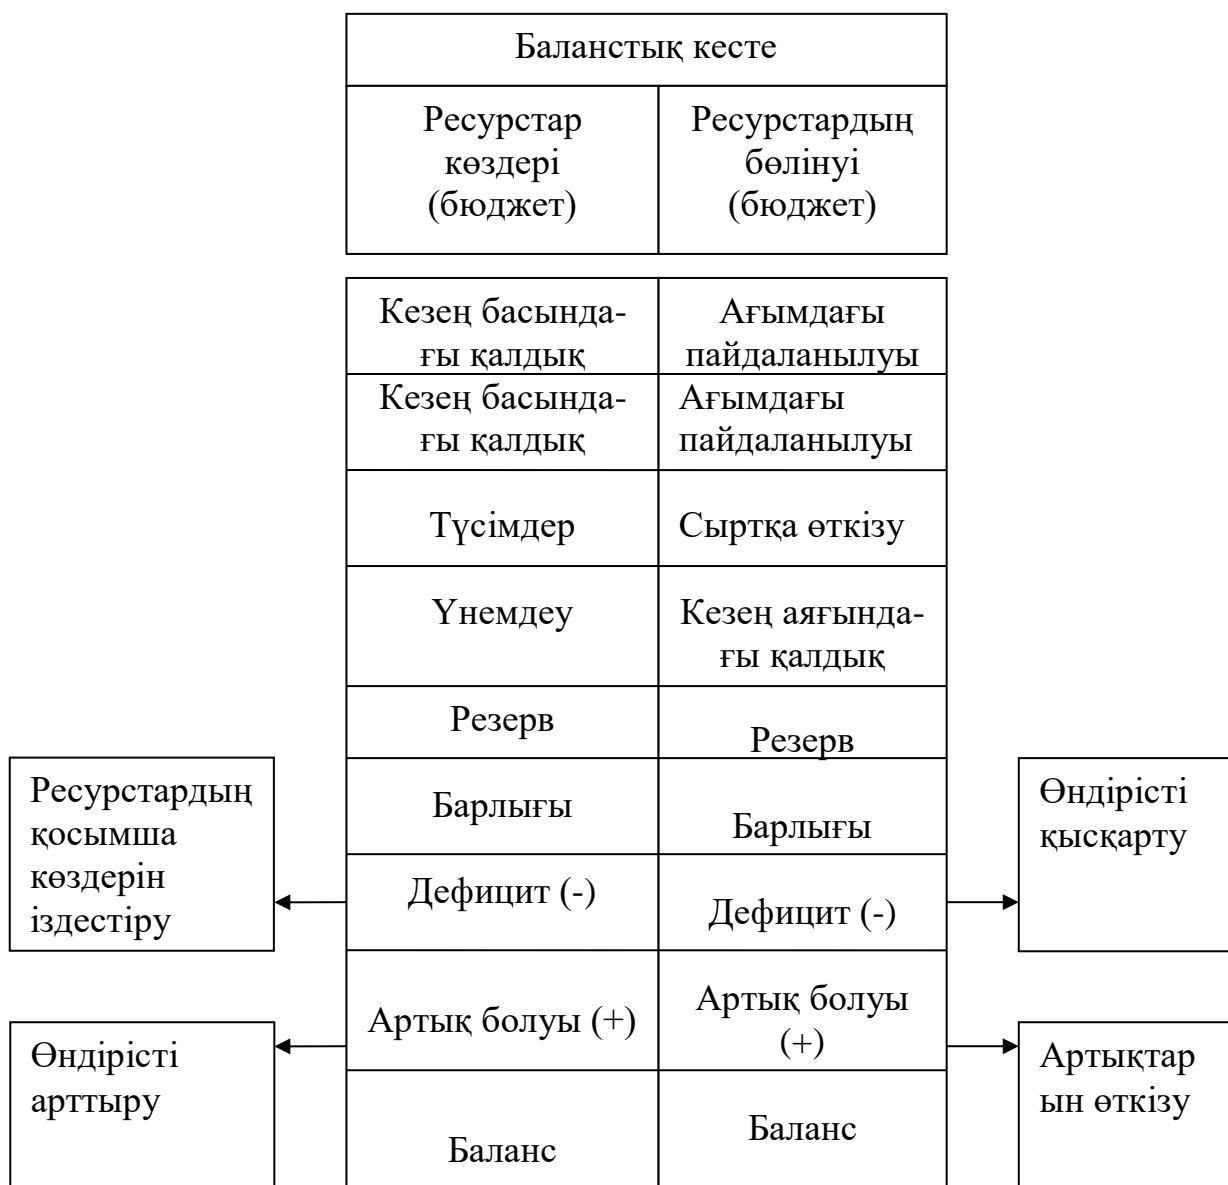 Баланстық кесте
Ресурстар
көздері
(бюджет)
Ресурстардың
бөлінуі
(бюджет)
Кезең басында-
ғы қалдық
Ағымдағы
пайдаланылуы
Кезең басында-
ғы қалдық
Ағымдағы
пайдаланылуы
Түсімдер
Сыртқа өткізу
Үнемдеу
Кезең аяғында-
ғы қалдық
Резерв
Резерв
Ресурстардың
қосымша
көздерін
іздестіру
Барлығы
Барлығы
Өндірісті
қысқарту
Дефицит (-)
Дефицит (-)
Өндірісті
арттыру
Артық болуы (+)
Артық болуы
(+)
Артықтар
ын өткізу
Баланс
Баланс